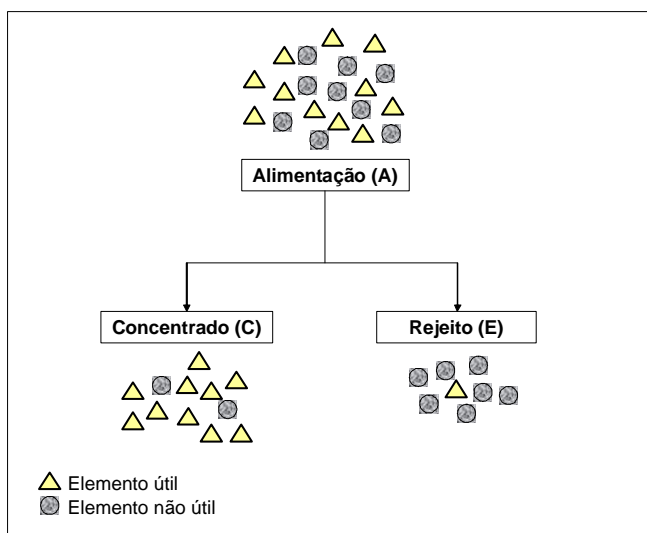 Alimentação (A)
Concentrado (C)
Rejeito (E)
Elemento útil
Elemento não útil